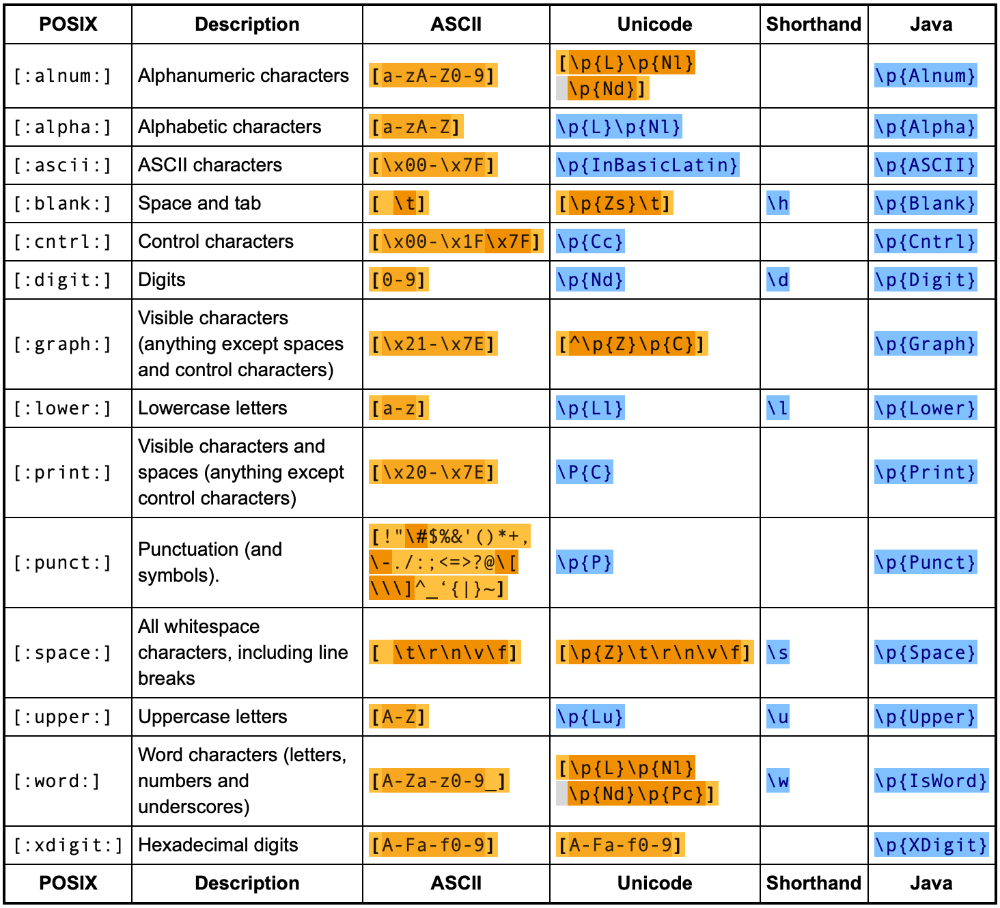 POSIX Description ASCII Unicode Shorthand Java
[:alnum:] Alphanumeric characters [a-zA-Z0-9] [\p{L}\p{Nl}
\p{Nd}] \p{Alnum}
[:alpha:] Alphabetic characters [a-zA-Z] \p{L}\p{Nl} \p{Alpha}
[:ascii:] ASCII characters [\x00-\x7F] \p{InBasicLatin} \p{ASCII}
[:blank:] Space and tab [ \t] [\p{Zs}\t] \h \p{Blank}
[:cntrl:] Control characters [\x00-\x1F\x7F] \p{Cc} \p{Cntrl}
[:digit:] Digits [0-9] \p{Nd} \d \p{Digit}
[:graph:] Visible characters
(anything except spaces
and control characters) [\x21-\x7E] [^\p{Z}\p{C}] \p{Graph}
[:lower:] Lowercase letters [a-z] \p{Ll} \l \p{Lower}
[:print:] Visible characters and
spaces (anything except
control characters) [\x20-\x7E] \P{C} \p{Print}
[:punct:] Punctuation (and
symbols). [!"\#$%&'()*+,
\-./:;<=>?@\[
\\\]^_‘{|}~] \p{P} \p{Punct}
[:space:] All whitespace
characters, including line
breaks [ \t\r\n\v\f] [\p{Z}\t\r\n\v\f] \s \p{Space}
[:upper:] Uppercase letters [A-Z] \p{Lu} \u \p{Upper}
[:word:] Word characters (letters,
numbers and
underscores) [A-Za-z0-9_] [\p{L}\p{Nl}
\p{Nd}\p{Pc}] \w \p{IsWord}
[:xdigit:] Hexadecimal digits [A-Fa-f0-9] [A-Fa-f0-9] \p{XDigit}
POSIX Description ASCII Unicode Shorthand Java